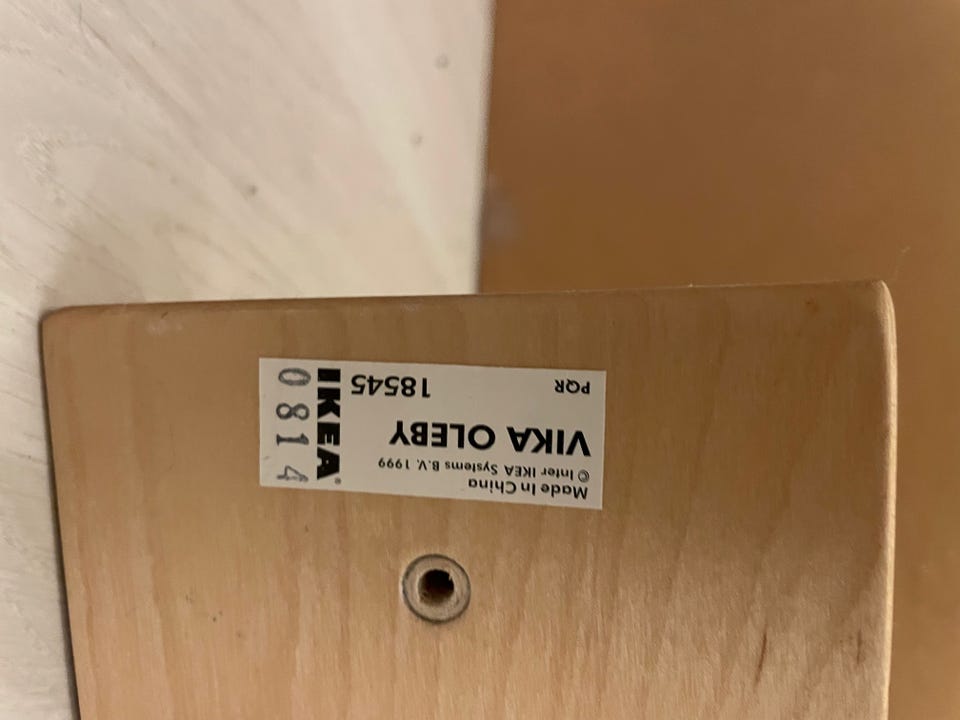 Made In China
© Inter IKEA Systems B.V. 1999
VIKA OLEBY
PQR 18545
IKEA®
0814